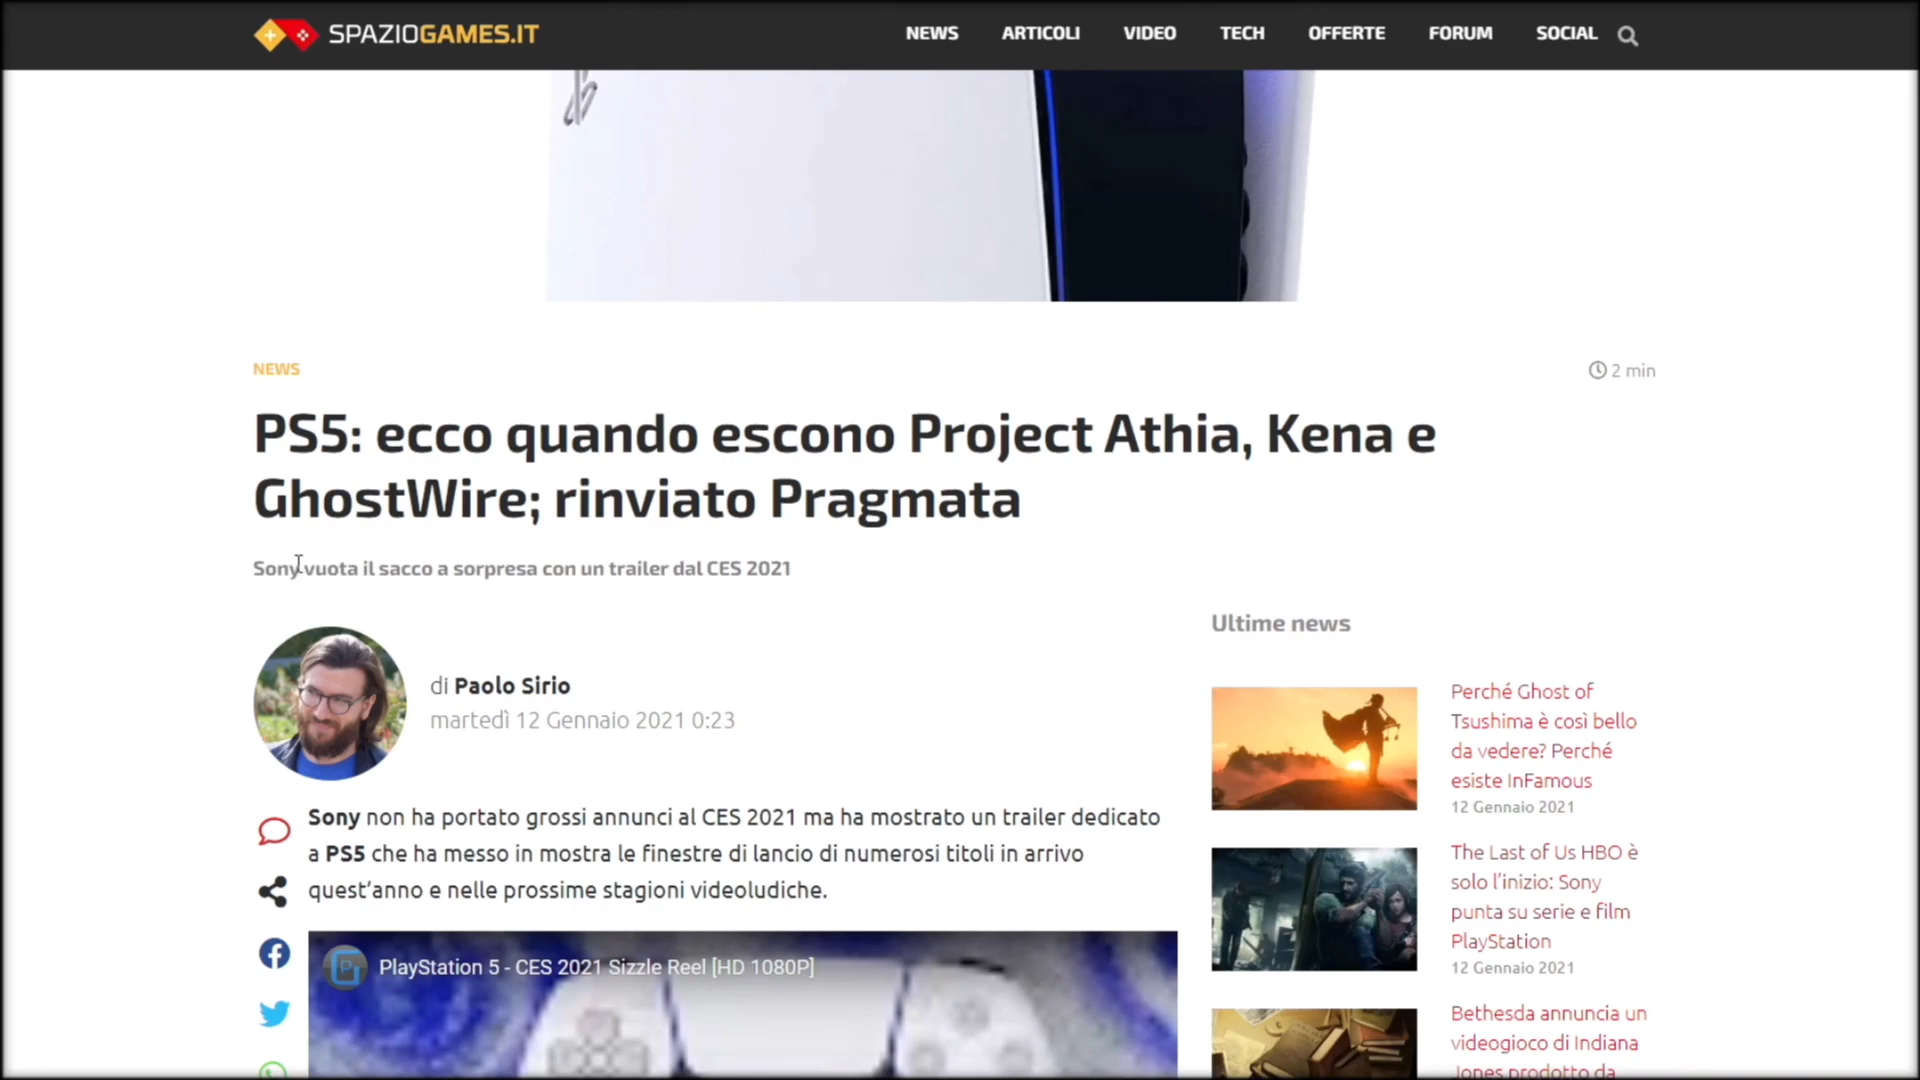 SPAZIOGAMES.IT
NEWS ARTICOLI VIDEO TECH OFFERTE FORUM SOCIAL
NEWS
2 min
PS5: ecco quando escono Project Athia, Kena e
GhostWire; rinviato Pragmata
Sony vuota il sacco a sorpresa con un trailer dal CES 2021
di Paolo Sirio
martedì 12 Gennaio 2021 0:23
Sony non ha portato grossi annunci al CES 2021 ma ha mostrato un trailer dedicato
a PS5 che ha messo in mostra le finestre di lancio di numerosi titoli in arrivo
quest'anno e nelle prossime stagioni videoludiche.
PlayStation 5 - CES 2021 Sizzle Reel [HD 1080P]
Ultime news
Perché Ghost of
Tsushima è così bello
da vedere? Perché
esiste InFamous
12 Gennaio 2021
The Last of Us HBO è
solo l'inizio: Sony
punta su serie e film
PlayStation
12 Gennaio 2021
Bethesda annuncia un
videogioco di Indiana
Jones prodotto da